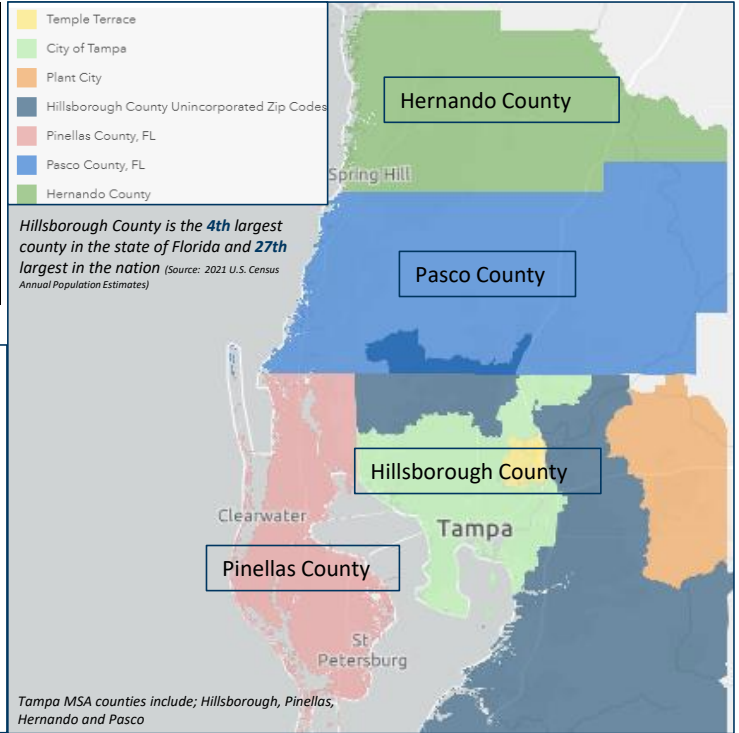 Temple Terrace
City of Tampa
Plant City
Hillsborough County Unincorporated Zip Codes
Pinellas County, FL
Pasco County, FL
Hernando County
Hillsborough County is the 4th largest
county in the state of Florida and 27th
largest in the nation (Source: 2021 U.S. Census
Annual Population Estimates)
Hernando County
Spring Hill
Pasco County
Hillsborough County
Clearwater
Tampa
Pinellas County
St
Petersburg
Tampa MSA counties include; Hillsborough, Pinellas,
Hernando and Pasco